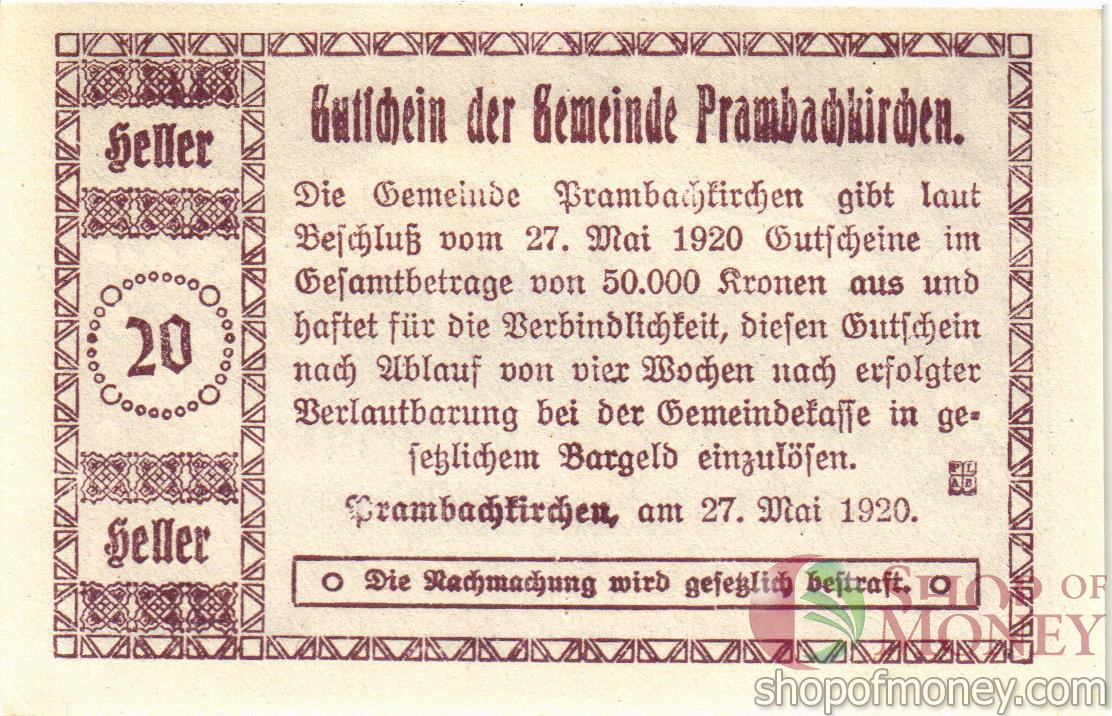 Heller
20
Heller
Gutschein der Gemeinde Prambachkirchen.
Die Gemeinde Prambachkirchen gibt laut
Beschluß vom 27. Mai 1920 Gutscheine im
Gesamtbetrage von 50.000 Kronen aus und
haftet für die Verbindlichkeit, diesen Gutschein
nach Ablauf von vier Wochen nach erfolgter
Verlautbarung bei der Gemeindekasse in ge-
setzlichem Bargeld einzulösen.
Prambachkirchen, am 27. Mai 1920.
Die Nachmachung wird gesetzlich bestraft.
SHOP OF
MONEY
shopofmoney.com